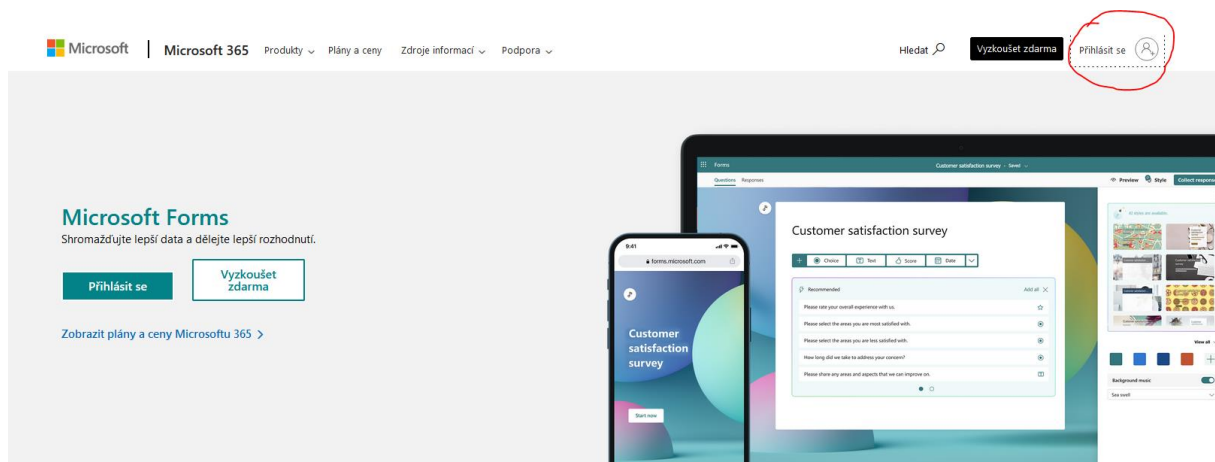 Microsoft
Microsoft 365
Produkty
Plány a ceny
Zdroje informací
Podpora
Hledat
Vyzkoušet zdarma
Přihlásit se
Microsoft Forms
Shromažďujte lepší data a dělejte lepší rozhodnutí.
Přihlásit se
Vyzkoušet
zdarma
Zobrazit plány a ceny Microsoftu 365
9:41
forms.microsoft.com
Customer
satisfaction
survey
Start now
Forms
Customer satisfaction survey - Saved
Questions
Responses
Preview
Style
Collect respons
Customer satisfaction survey
Choice
Text
Score
Date
Recommended
Add all
Please rate your overall experience with us.
Please select the areas you are most satisfied with.
Please select the areas you are less satisfied with.
How long did we take to address your concern?
Please share any areas and aspects that we can improve on.
View all
Background music
Sea swell